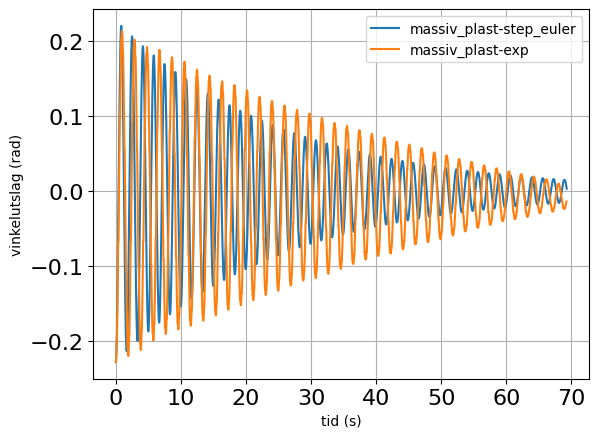 massiv_plast-step_euler
massiv_plast-exp
vinkelutslag (rad)
0.2
0.1
0.0
−0.1
−0.2
0 10 20 30 40 50 60 70
tid (s)